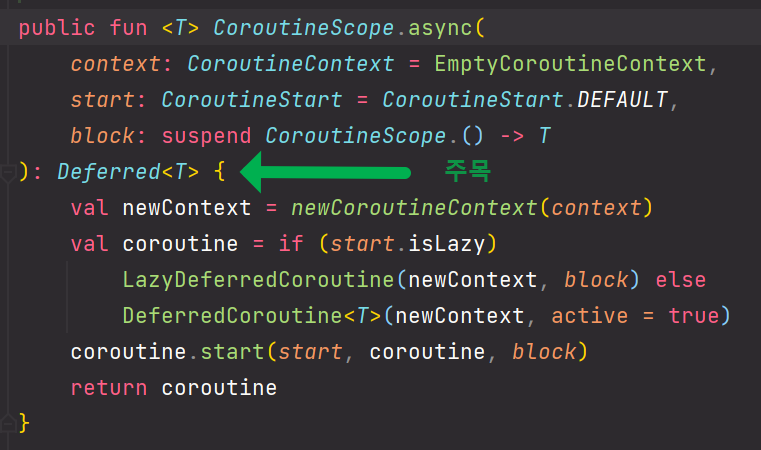 public fun <T> CoroutineScope.async(
    context: CoroutineContext = EmptyCoroutineContext,
    start: CoroutineStart = CoroutineStart.DEFAULT,
    block: suspend CoroutineScope.() -> T
): Deferred<T> { 주목
    val newContext = newCoroutineContext(context)
    val coroutine = if (start.isLazy)
        LazyDeferredCoroutine(newContext, block) else
        DeferredCoroutine<T>(newContext, active = true)
    coroutine.start(start, coroutine, block)
    return coroutine
}